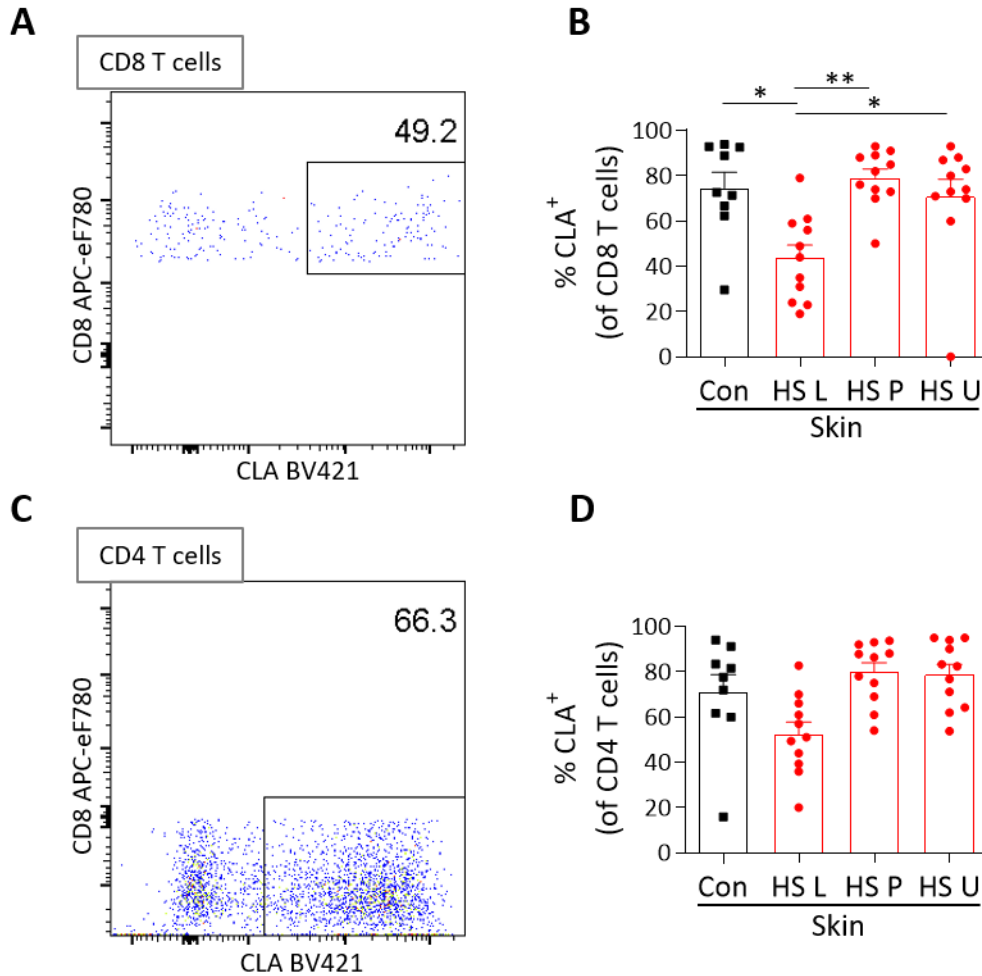 A
CD8 T cells
49.2
CD8 APC-eF780
CLA BV421
B
* ** *
% CLA+
(of CD8 T cells)
100
80
60
40
20
0
Con HS L HS P HS U
Skin
C
CD4 T cells
66.3
CD8 APC-eF780
CLA BV421
D
% CLA+
(of CD4 T cells)
100
80
60
40
20
0
Con HS L HS P HS U
Skin